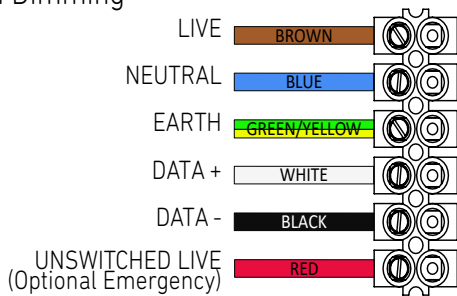 Dimming
LIVE BROWN
NEUTRAL BLUE
EARTH GREEN/YELLOW
DATA + WHITE
DATA - BLACK
UNSWITCHED LIVE
(Optional Emergency) RED